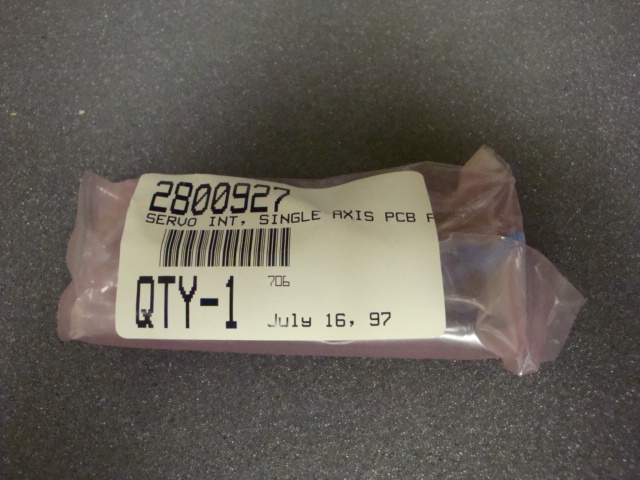 2800927
SERVO INT, SINGLE AXIS PCB
706
QTY-1
July 16, 97